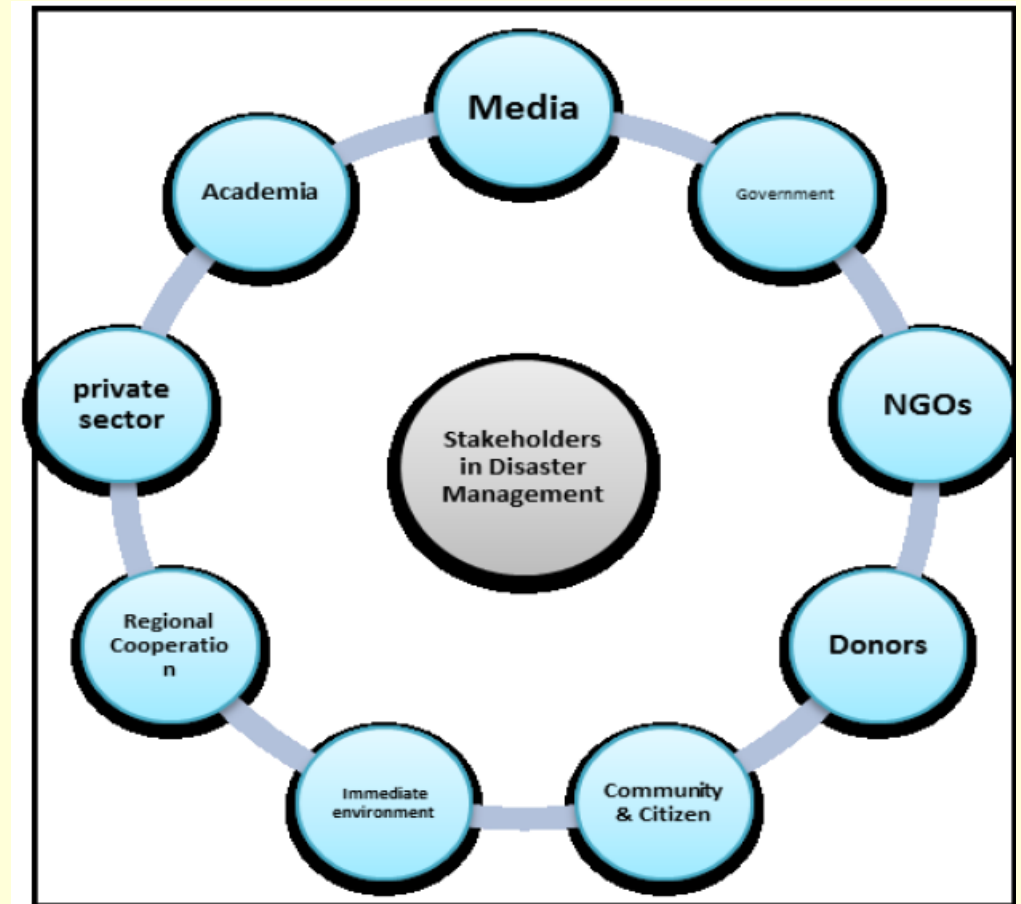 Media
Government
NGOs
Donors
Community
& Citizen
Immediate
environment
Regional
Cooperatio
n
private
sector
Academia
Stakeholders
in Disaster
Management